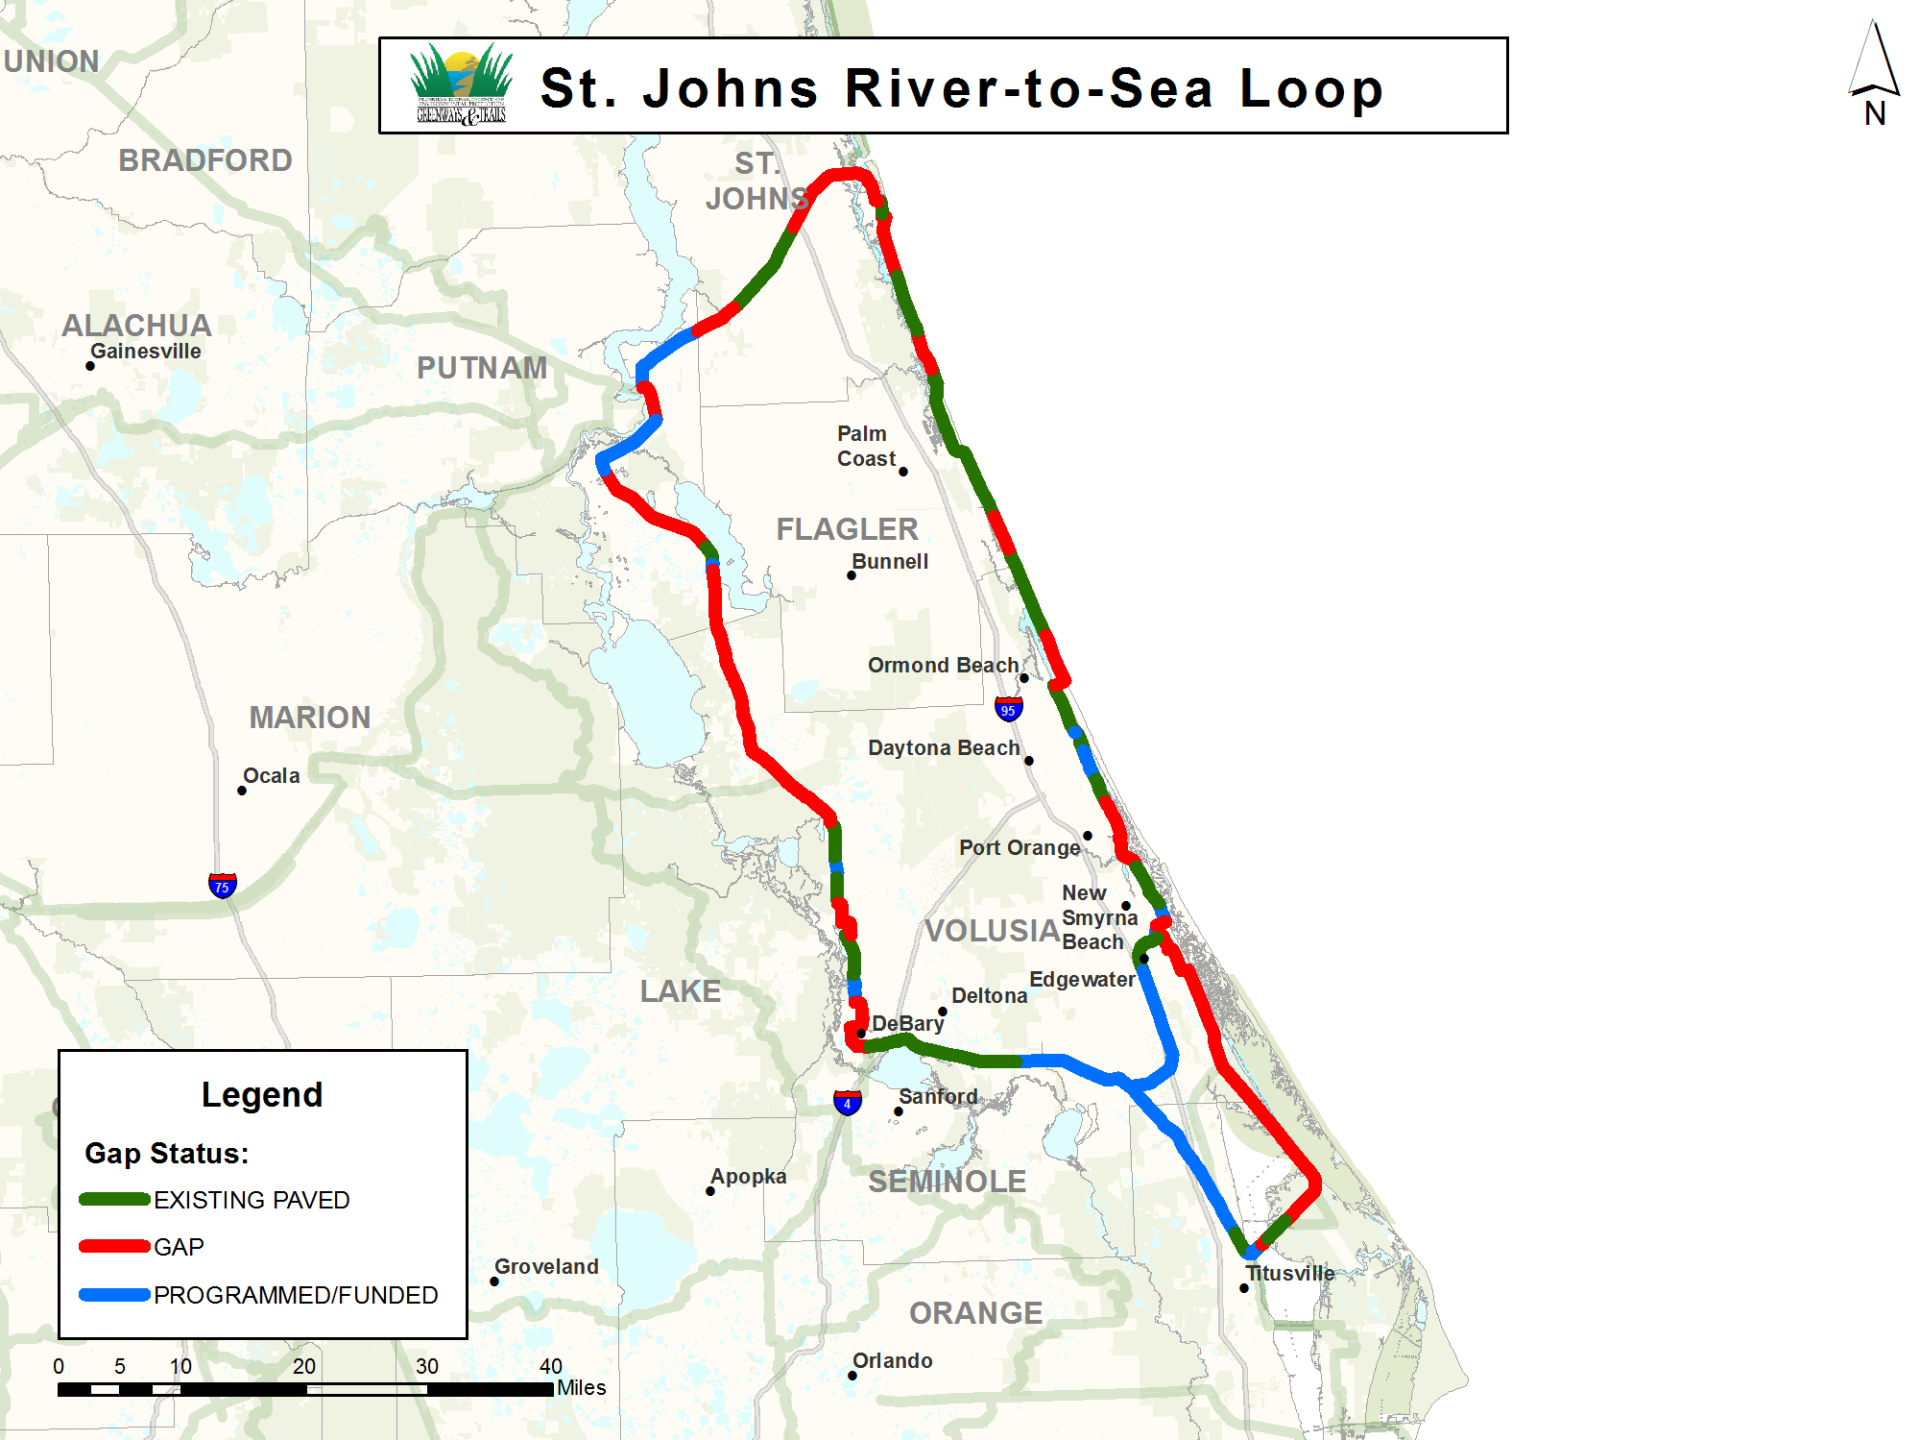 St. Johns River-to-Sea Loop
GREENWAYS & TRAILS
N
UNION
BRADFORD
ST.
JOHNS
ALACHUA
Gainesville
PUTNAM
Palm
Coast
FLAGLER
Bunnell
Ormond Beach
95
MARION
Daytona Beach
Ocala
Port Orange
75
New
Smyrna
Beach
VOLUSIA
Edgewater
LAKE
Deltona
DeBary
4
Sanford
Apopka
SEMINOLE
Groveland
Titusville
ORANGE
Orlando
Legend
Gap Status:
EXISTING PAVED
GAP
PROGRAMMED/FUNDED
0 5 10 20 30 40
Miles